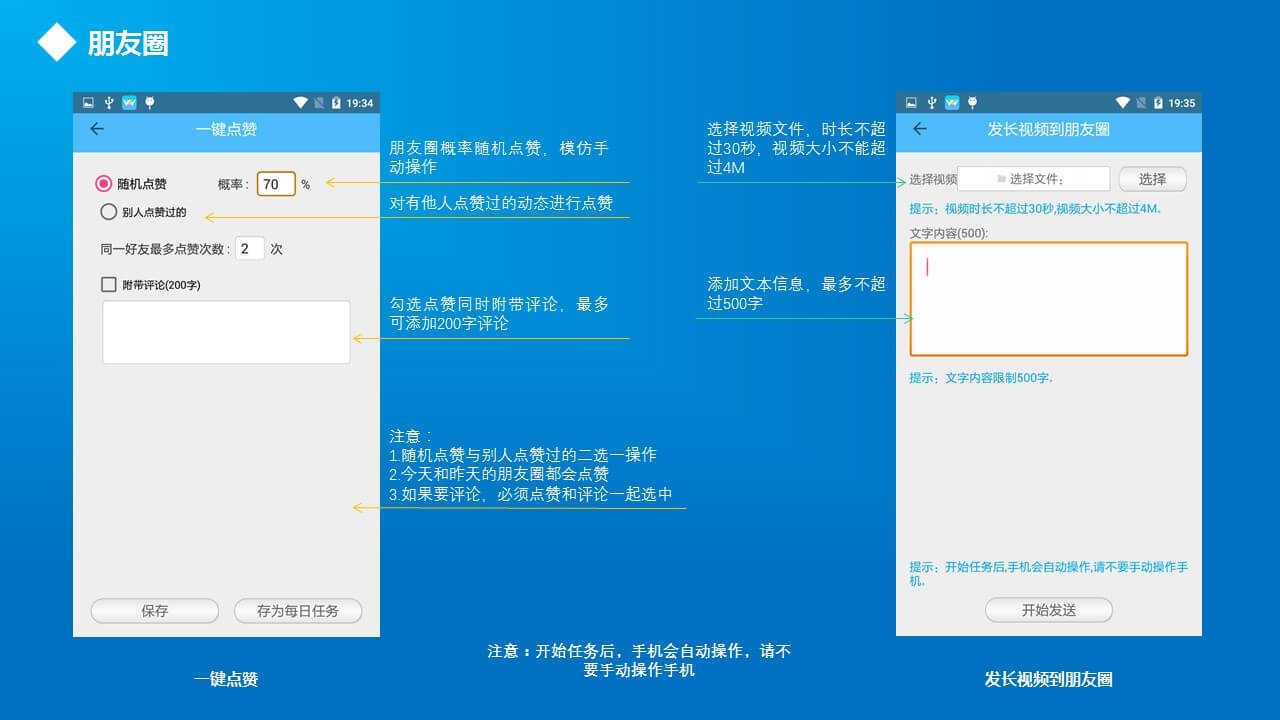 朋友圈
19:34
一键点赞
随机点赞 概率: 70 %
别人点赞过的
同一好友最多点赞次数: 2 次
附带评论(200字)
保存 存为每日任务
一键点赞
朋友圈概率随机点赞，模仿手
动操作
对有他人点赞过的动态进行点赞
勾选点赞同时附带评论，最多
可添加200字评论
注意：
1.随机点赞与别人点赞过的二选一操作
2.今天和昨天的朋友圈都会点赞
3.如果要评论，必须点赞和评论一起选中
注意：开始任务后，手机会自动操作，请不
要手动操作手机
选择视频文件，时长不超
过30秒，视频大小不能超
过4M
添加文本信息，最多不超
过500字
19:35
发长视频到朋友圈
选择视频 选择文件; 选择
提示：视频时长不超过30秒,视频大小不超过4M.
文字内容(500):
提示：文字内容限制500字.
提示：开始任务后,手机会自动操作,请不要手动操作手
机.
开始发送
发长视频到朋友圈